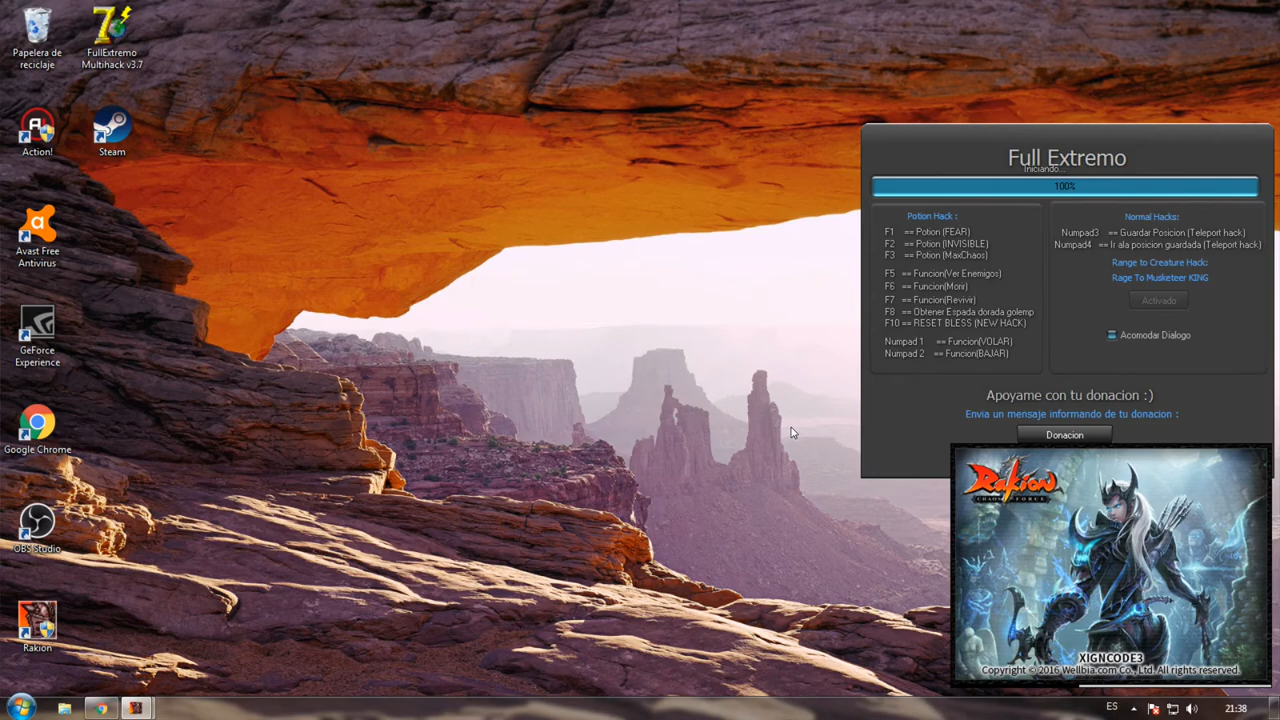 Papelera de
reciclaje
FullExtremo
Multihack v3.7
Action!
Steam
Avast Free
Antivirus
GeForce
Experience
Google Chrome
OBS Studio
Rakion
Full Extremo
Iniciando...
100%
Potion Hack :
F1 == Potion (FEAR)
F2 == Potion (INVISIBLE)
F3 == Potion (MaxChaos)
F5 == Funcion(Ver Enemigos)
F6 == Funcion(Morir)
F7 == Funcion(Revivir)
F8 == Obtener Espada dorada golemp
F10 == RESET BLESS (NEW HACK)
Numpad 1 == Funcion(VOLAR)
Numpad 2 == Funcion(BAJAR)
Normal Hacks:
Numpad3 == Guardar Posicion (Teleport hack)
Numpad4 == Ir ala posicion guardada (Teleport hack)
Range to Creature Hack:
Rage To Musketeer KING
Activado
Acomodar Dialogo
Apoyame con tu donacion :)
Envia un mensaje informando de tu donacion :
Donacion
Rakion
CHAOS FORCE
XIGNCODE3
Copyright © 2016 Wellbia.com Co., Ltd. All rights reserved.
ES
21:38